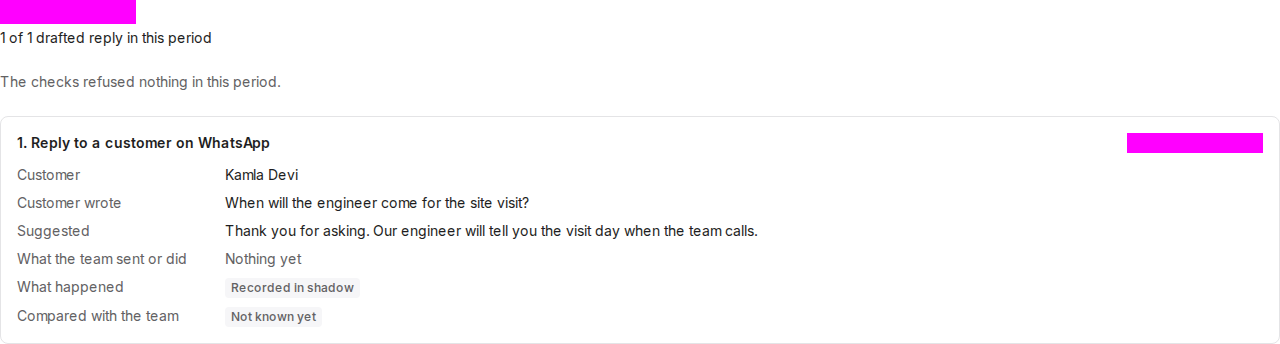 1 of 1 drafted reply in this period
The checks refused nothing in this period.
1. Reply to a customer on WhatsApp
Customer Kamla Devi
Customer wrote When will the engineer come for the site visit?
Suggested Thank you for asking. Our engineer will tell you the visit day when the team calls.
What the team sent or did Nothing yet
What happened Recorded in shadow
Compared with the team Not known yet